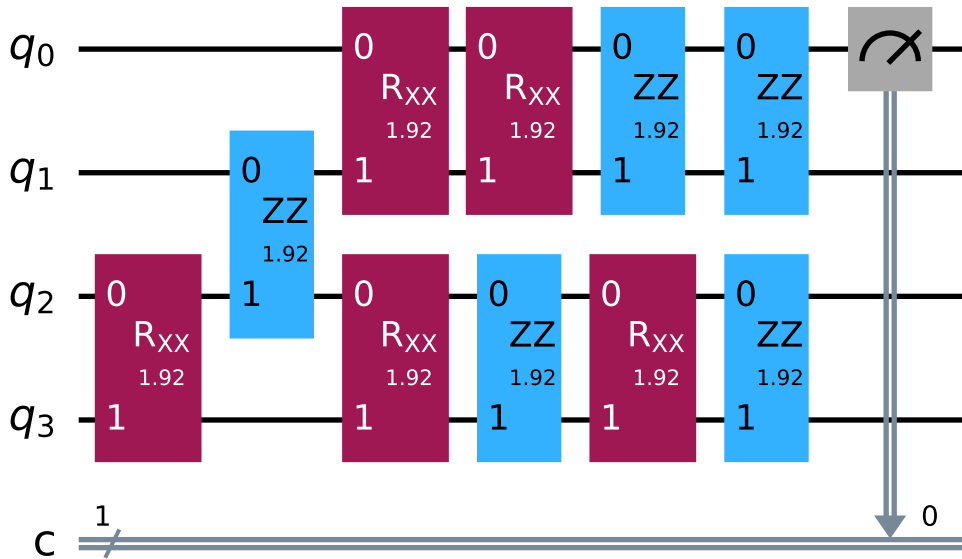 q0
0 0 0 0
RXX RXX ZZ ZZ
1.92 1.92 1.92 1.92
q1
0 1 1 1 1
ZZ
1.92
q2
0 1 0 0 0 0
RXX RXX ZZ RXX ZZ
1.92 1.92 1.92 1.92 1.92
q3
1 1 1 1 1
1 0
c